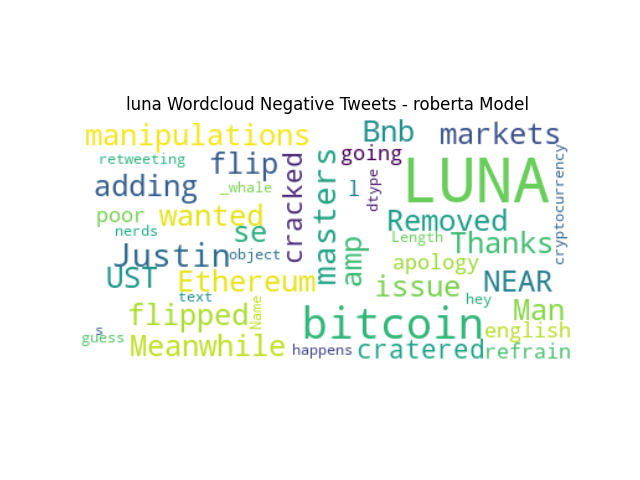 luna Wordcloud Negative Tweets - roberta Model
manipulations
Bnb
markets
retweeting
flip
cracked
masters
going
LUNA
cryptocurrency
adding
_whale
l
dtype
poor
wanted
Removed
nerds
se
amp
Length
Thanks
Justin
object
apology
UST
Ethereum
issue
NEAR
text
Name
hey
flipped
bitcoin
Man
s
guess
english
Meanwhile
happens
cratered
refrain